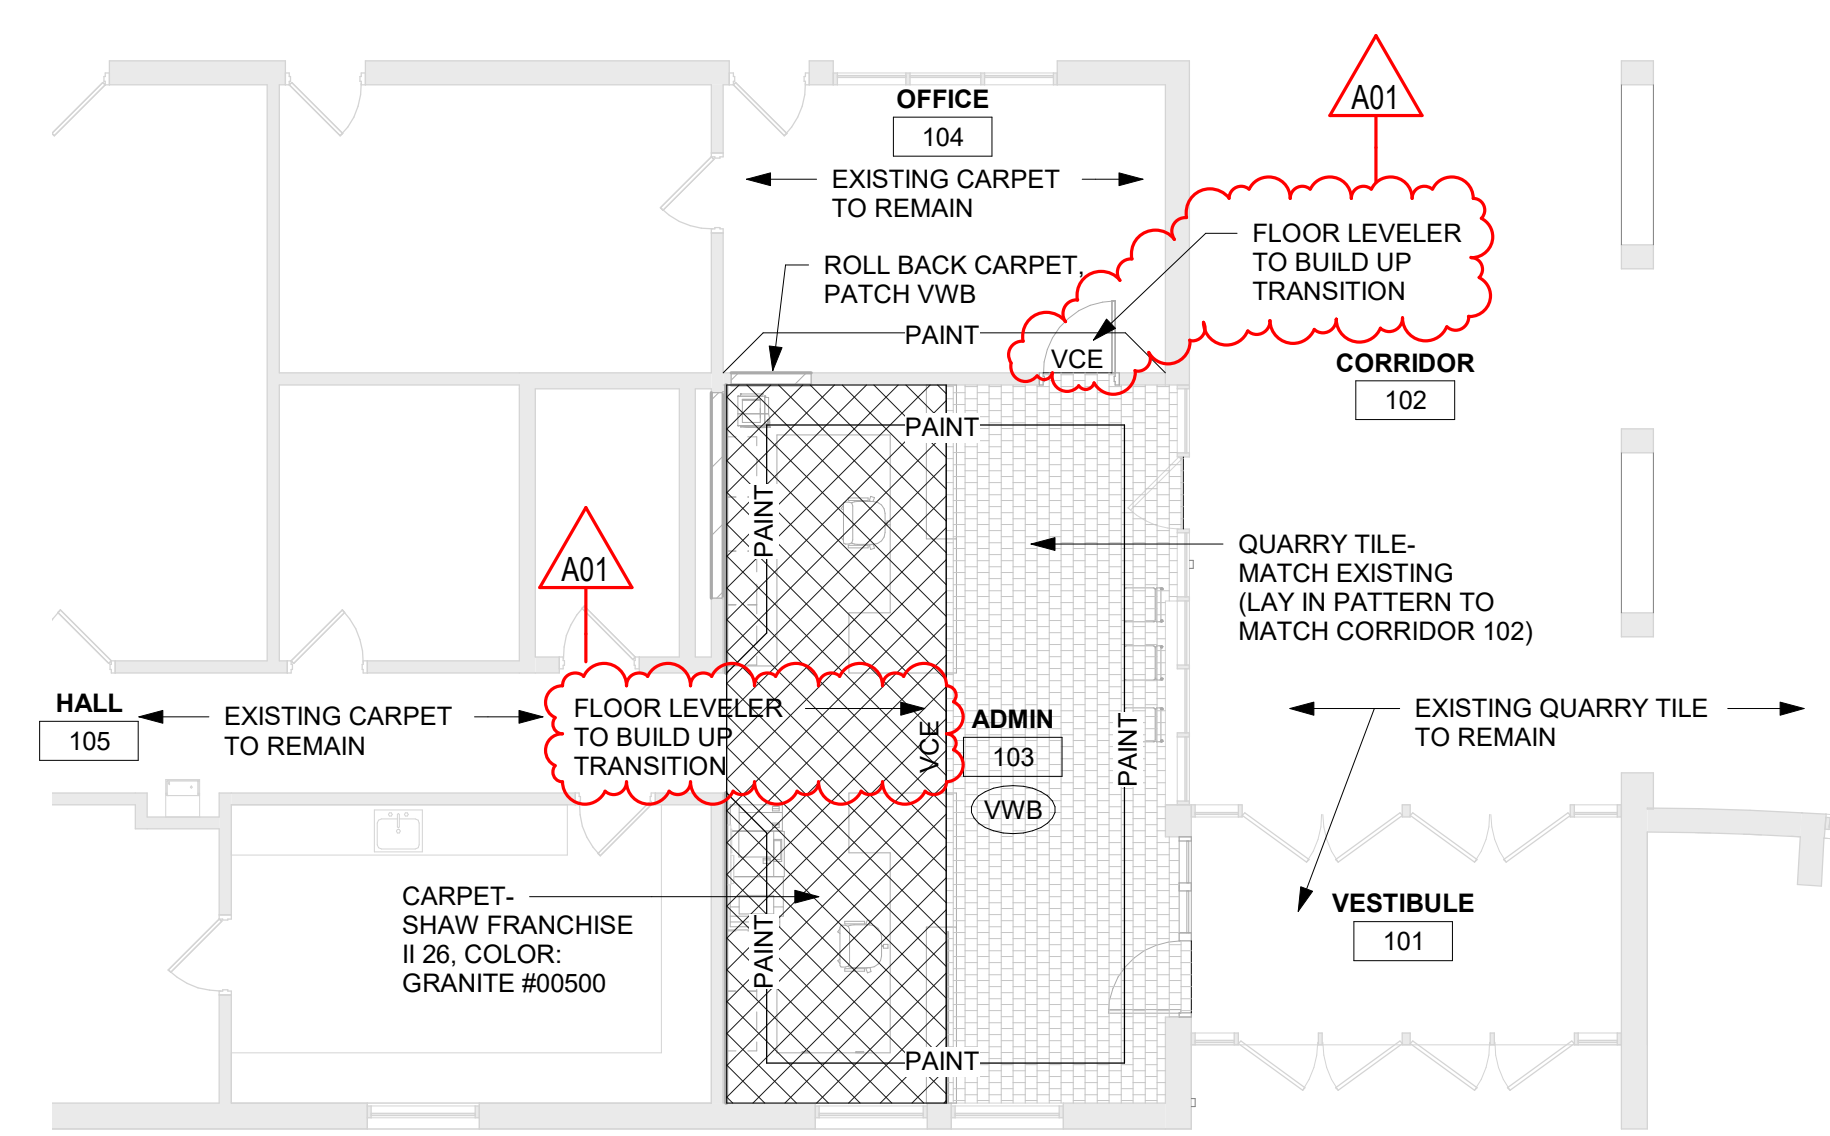 A01
OFFICE
104
EXISTING CARPET
TO REMAIN
FLOOR LEVELER
TO BUILD UP
TRANSITION
ROLL BACK CARPET,
PATCH VWB
PAINT
VCE
CORRIDOR
102
PAINT
PAINT
A01
QUARRY TILE-
MATCH EXISTING
(LAY IN PATTERN TO
MATCH CORRIDOR 102)
HALL
105
EXISTING CARPET
TO REMAIN
FLOOR LEVELER
TO BUILD UP
TRANSITION
VCE
ADMIN
103
VWB
PAINT
EXISTING QUARRY TILE
TO REMAIN
CARPET-
SHAW FRANCHISE
II 26, COLOR:
GRANITE #00500
PAINT
VESTIBULE
101
PAINT